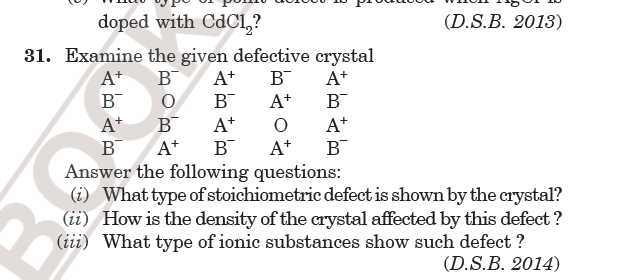 doped with CdCl₂? (D.S.B. 2013)
31. Examine the given defective crystal
A⁺ B⁻ A⁺ B⁻ A⁺
B⁻ O B⁻ A⁺ B⁻
A⁺ B⁻ A⁺ O A⁺
B⁻ A⁺ B⁻ A⁺ B⁻
Answer the following questions:
(i) What type of stoichiometric defect is shown by the crystal?
(ii) How is the density of the crystal affected by this defect ?
(iii) What type of ionic substances show such defect ?
(D.S.B. 2014)
BOOK